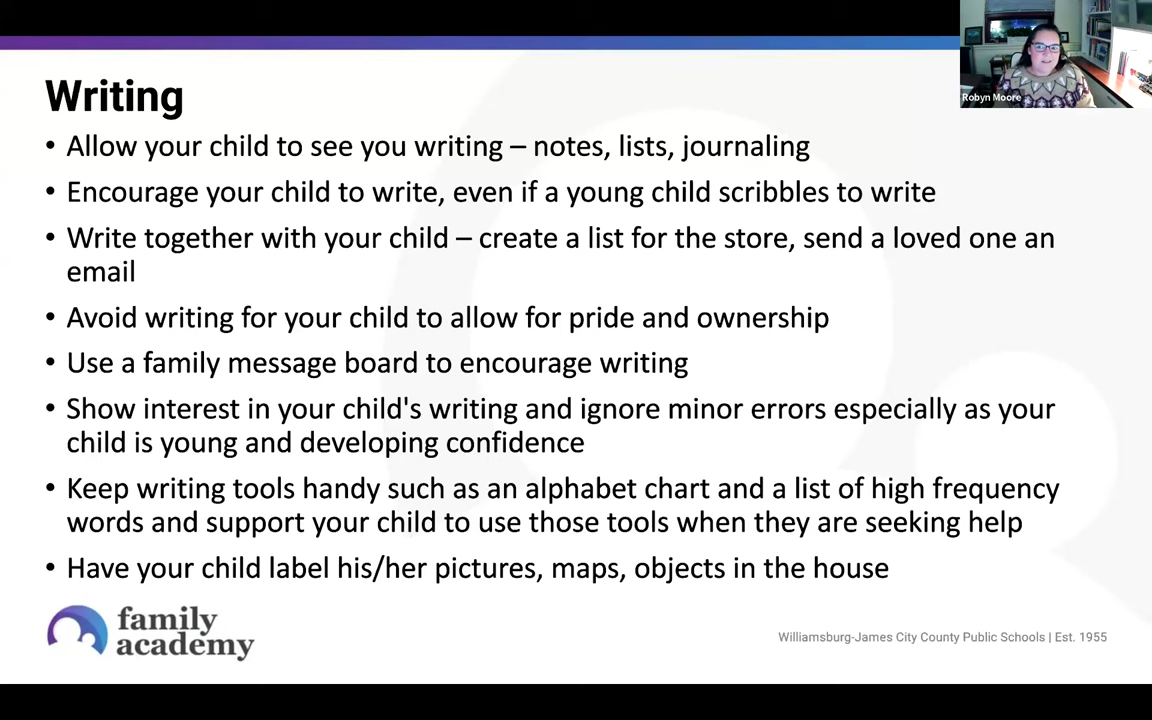 Robyn Moore
Writing
• Allow your child to see you writing – notes, lists, journaling
• Encourage your child to write, even if a young child scribbles to write
• Write together with your child – create a list for the store, send a loved one an
email
• Avoid writing for your child to allow for pride and ownership
• Use a family message board to encourage writing
• Show interest in your child's writing and ignore minor errors especially as your
child is young and developing confidence
• Keep writing tools handy such as an alphabet chart and a list of high frequency
words and support your child to use those tools when they are seeking help
• Have your child label his/her pictures, maps, objects in the house
family
academy
Williamsburg-James City County Public Schools | Est. 1955